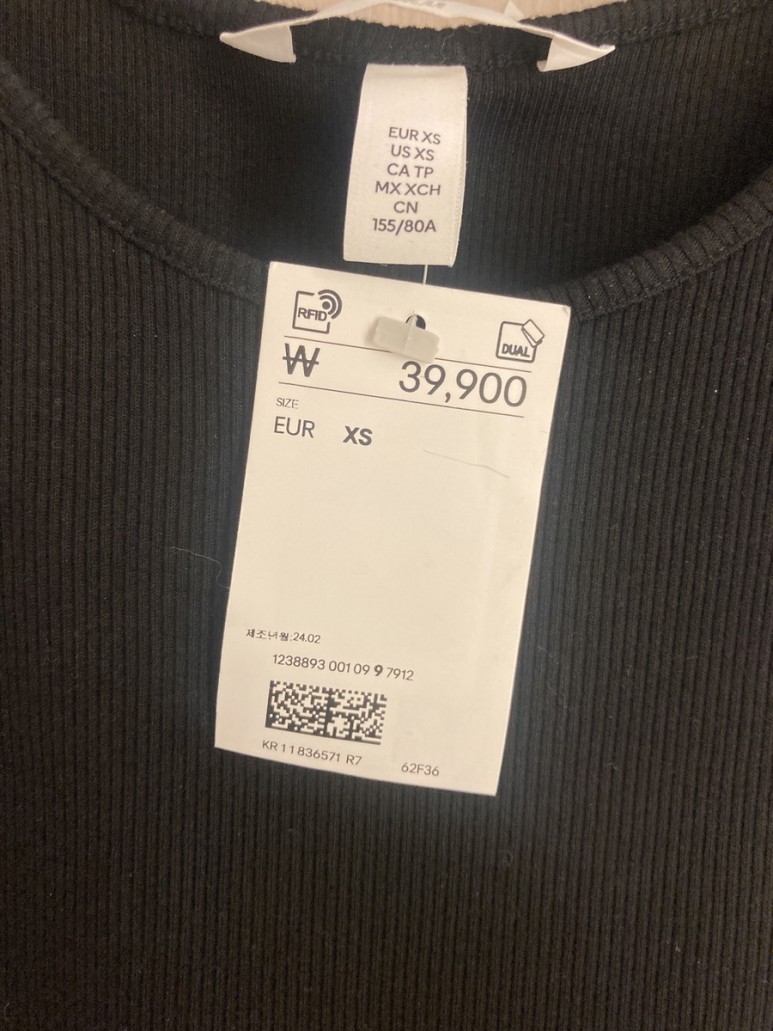 EUR XS
US XS
CA TP
MX XCH
CN
155/80A
RFID
DUAL
₩ 39,900
SIZE
EUR XS
제조년월:24.02
1238893 001 09 9 7912
KR 11836571 R7 62F36